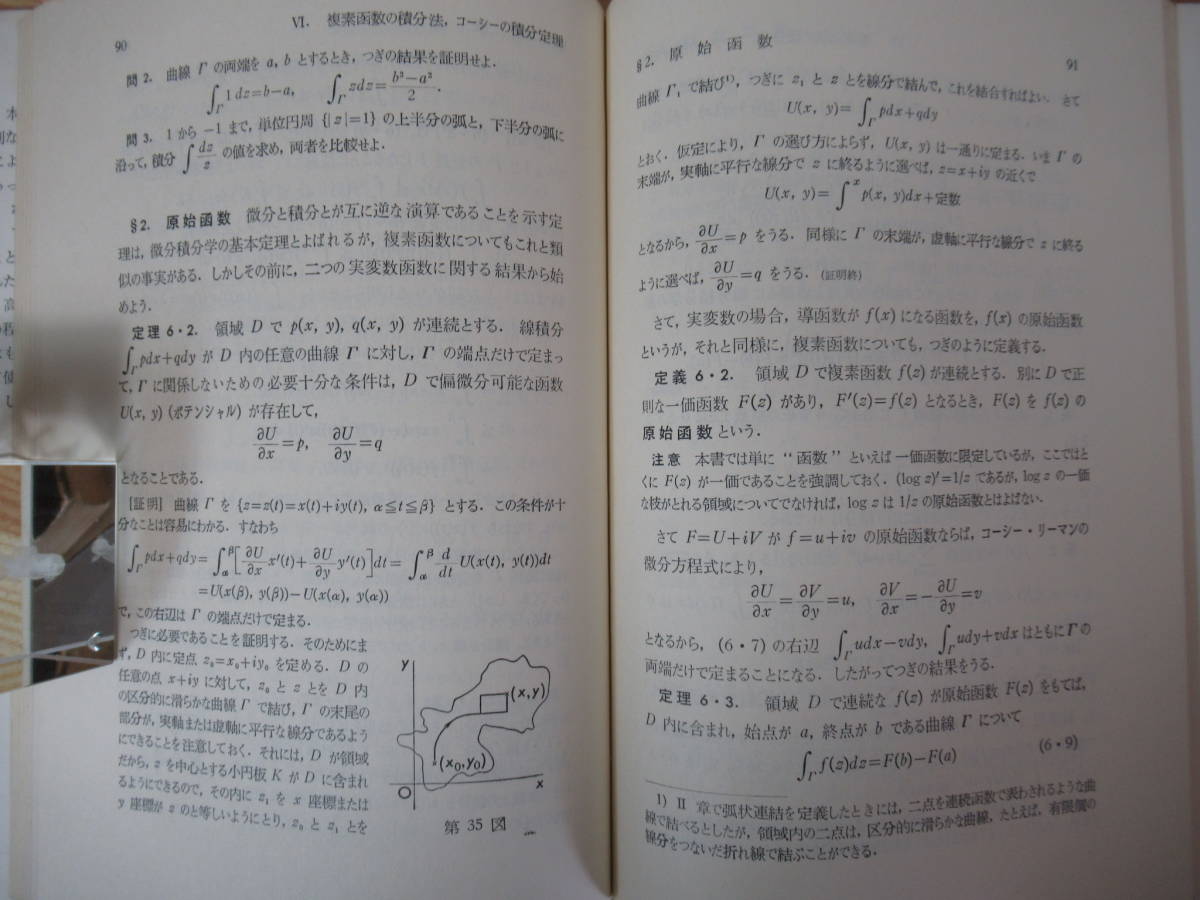 90
VI. 複素函数の積分法，コーシーの積分定理
問 2. 曲線 Γ の両端を a, b とするとき，つぎの結果を証明せよ．
∫_Γ 1dz=b−a, ∫_Γ zdz=(b²−a²)/2.
問 3. 1 から −1 まで，単位円周 {|z|=1} の上半分の弧と，下半分の弧に
沿って，積分 ∫dz/z の値を求め，両者を比較せよ．
§2. 原始函数 微分と積分とが互に逆な演算であることを示す定
理は，微分積分学の基本定理とよばれるが，複素函数についてもこれと類
似の事実がある．しかしその前に，二つの実変数函数に関する結果から始
めよう．
定理 6・2. 領域 D で p(x, y), q(x, y) が連続とする．線積分
∫_Γ pdx+qdy が D 内の任意の曲線 Γ に対し，Γ の端点だけで定まっ
て，Γ に関係しないための必要十分な条件は，D で偏微分可能な函数
U(x, y) (ポテンシャル) が存在して，
∂U/∂x=p, ∂U/∂y=q
となることである．
[証明] 曲線 Γ を {z=z(t)=x(t)+iy(t), α≦t≦β} とする．この条件が十
分なことは容易にわかる．すなわち
∫_Γ pdx+qdy=∫_α^β[∂U/∂x x′(t)+∂U/∂y y′(t)]dt=∫_α^β d/dt U(x(t), y(t))dt
=U(x(β), y(β))−U(x(α), y(α))
で，この右辺は Γ の端点だけで定まる．
つぎに必要であることを証明する．そのためにま
ず，D 内に定点 z₀=x₀+iy₀ を定める．D の
任意の点 x+iy に対して，z₀ と z とを D 内
の区分的に滑らかな曲線 Γ で結び，Γ の末尾の
部分が，実軸または虚軸に平行な線分であるよう
にできることを注意しておく．それには，D が領域
だから，z を中心とする小円板 K が D に含まれ
るようにできるので，その内に z₁ を x 座標または
y 座標が z のと等しいようにとり，z₀ と z₁ とを
y
(x,y)
(x₀,y₀)
O
x
第 35 図
§2. 原始函数
91
曲線 Γ₁ で結び¹⁾，つぎに z₁ と z とを線分で結んで，これを結合すればよい．さて
U(x, y)=∫_Γ pdx+qdy
とおく．仮定により，Γ の選び方によらず，U(x, y) は一通りに定まる．いま Γ の
末端が，実軸に平行な線分で z に終るように選べば，z=x+iy の近くで
U(x, y)=∫^x p(x, y)dx+定数
となるから，∂U/∂x=p をうる．同様に Γ の末端が，虚軸に平行な線分で z に終る
ように選べば，∂U/∂y=q をうる．(証明終)
さて，実変数の場合，導函数が f(x) になる函数を，f(x) の原始函数
というが，それと同様に，複素函数についても，つぎのように定義する．
定義 6・2. 領域 D で複素函数 f(z) が連続とする．別に D で正
則な一価函数 F(z) があり，F′(z)=f(z) となるとき，F(z) を f(z) の
原始函数という．
注意 本書では単に “函数” といえば一価函数に限定しているが，ここではと
くに F(z) が一価であることを強調しておく．(log z)′=1/z であるが，log z の一価
な枝がとれる領域についてでなければ，log z は 1/z の原始函数とはよばない．
さて F=U+iV が f=u+iv の原始函数ならば，コーシー・リーマンの
微分方程式により，
∂U/∂x=∂V/∂y=u, ∂V/∂x=−∂U/∂y=v
となるから，(6・7) の右辺 ∫_Γ udx−vdy, ∫_Γ udy+vdx はともに Γ の
両端だけで定まることになる．したがってつぎの結果をうる．
定理 6・3. 領域 D で連続な f(z) が原始函数 F(z) をもてば，
D 内に含まれ，始点が a，終点が b である曲線 Γ について
∫_Γ f(z)dz=F(b)−F(a) (6・9)
1) II 章で弧状連結を定義したときには，二点を連続函数で表わされるような曲
線で結べるとしたが，領域内の二点は，区分的に滑らかな曲線，たとえば，有限個の
線分をつないだ折れ線で結ぶことができる．